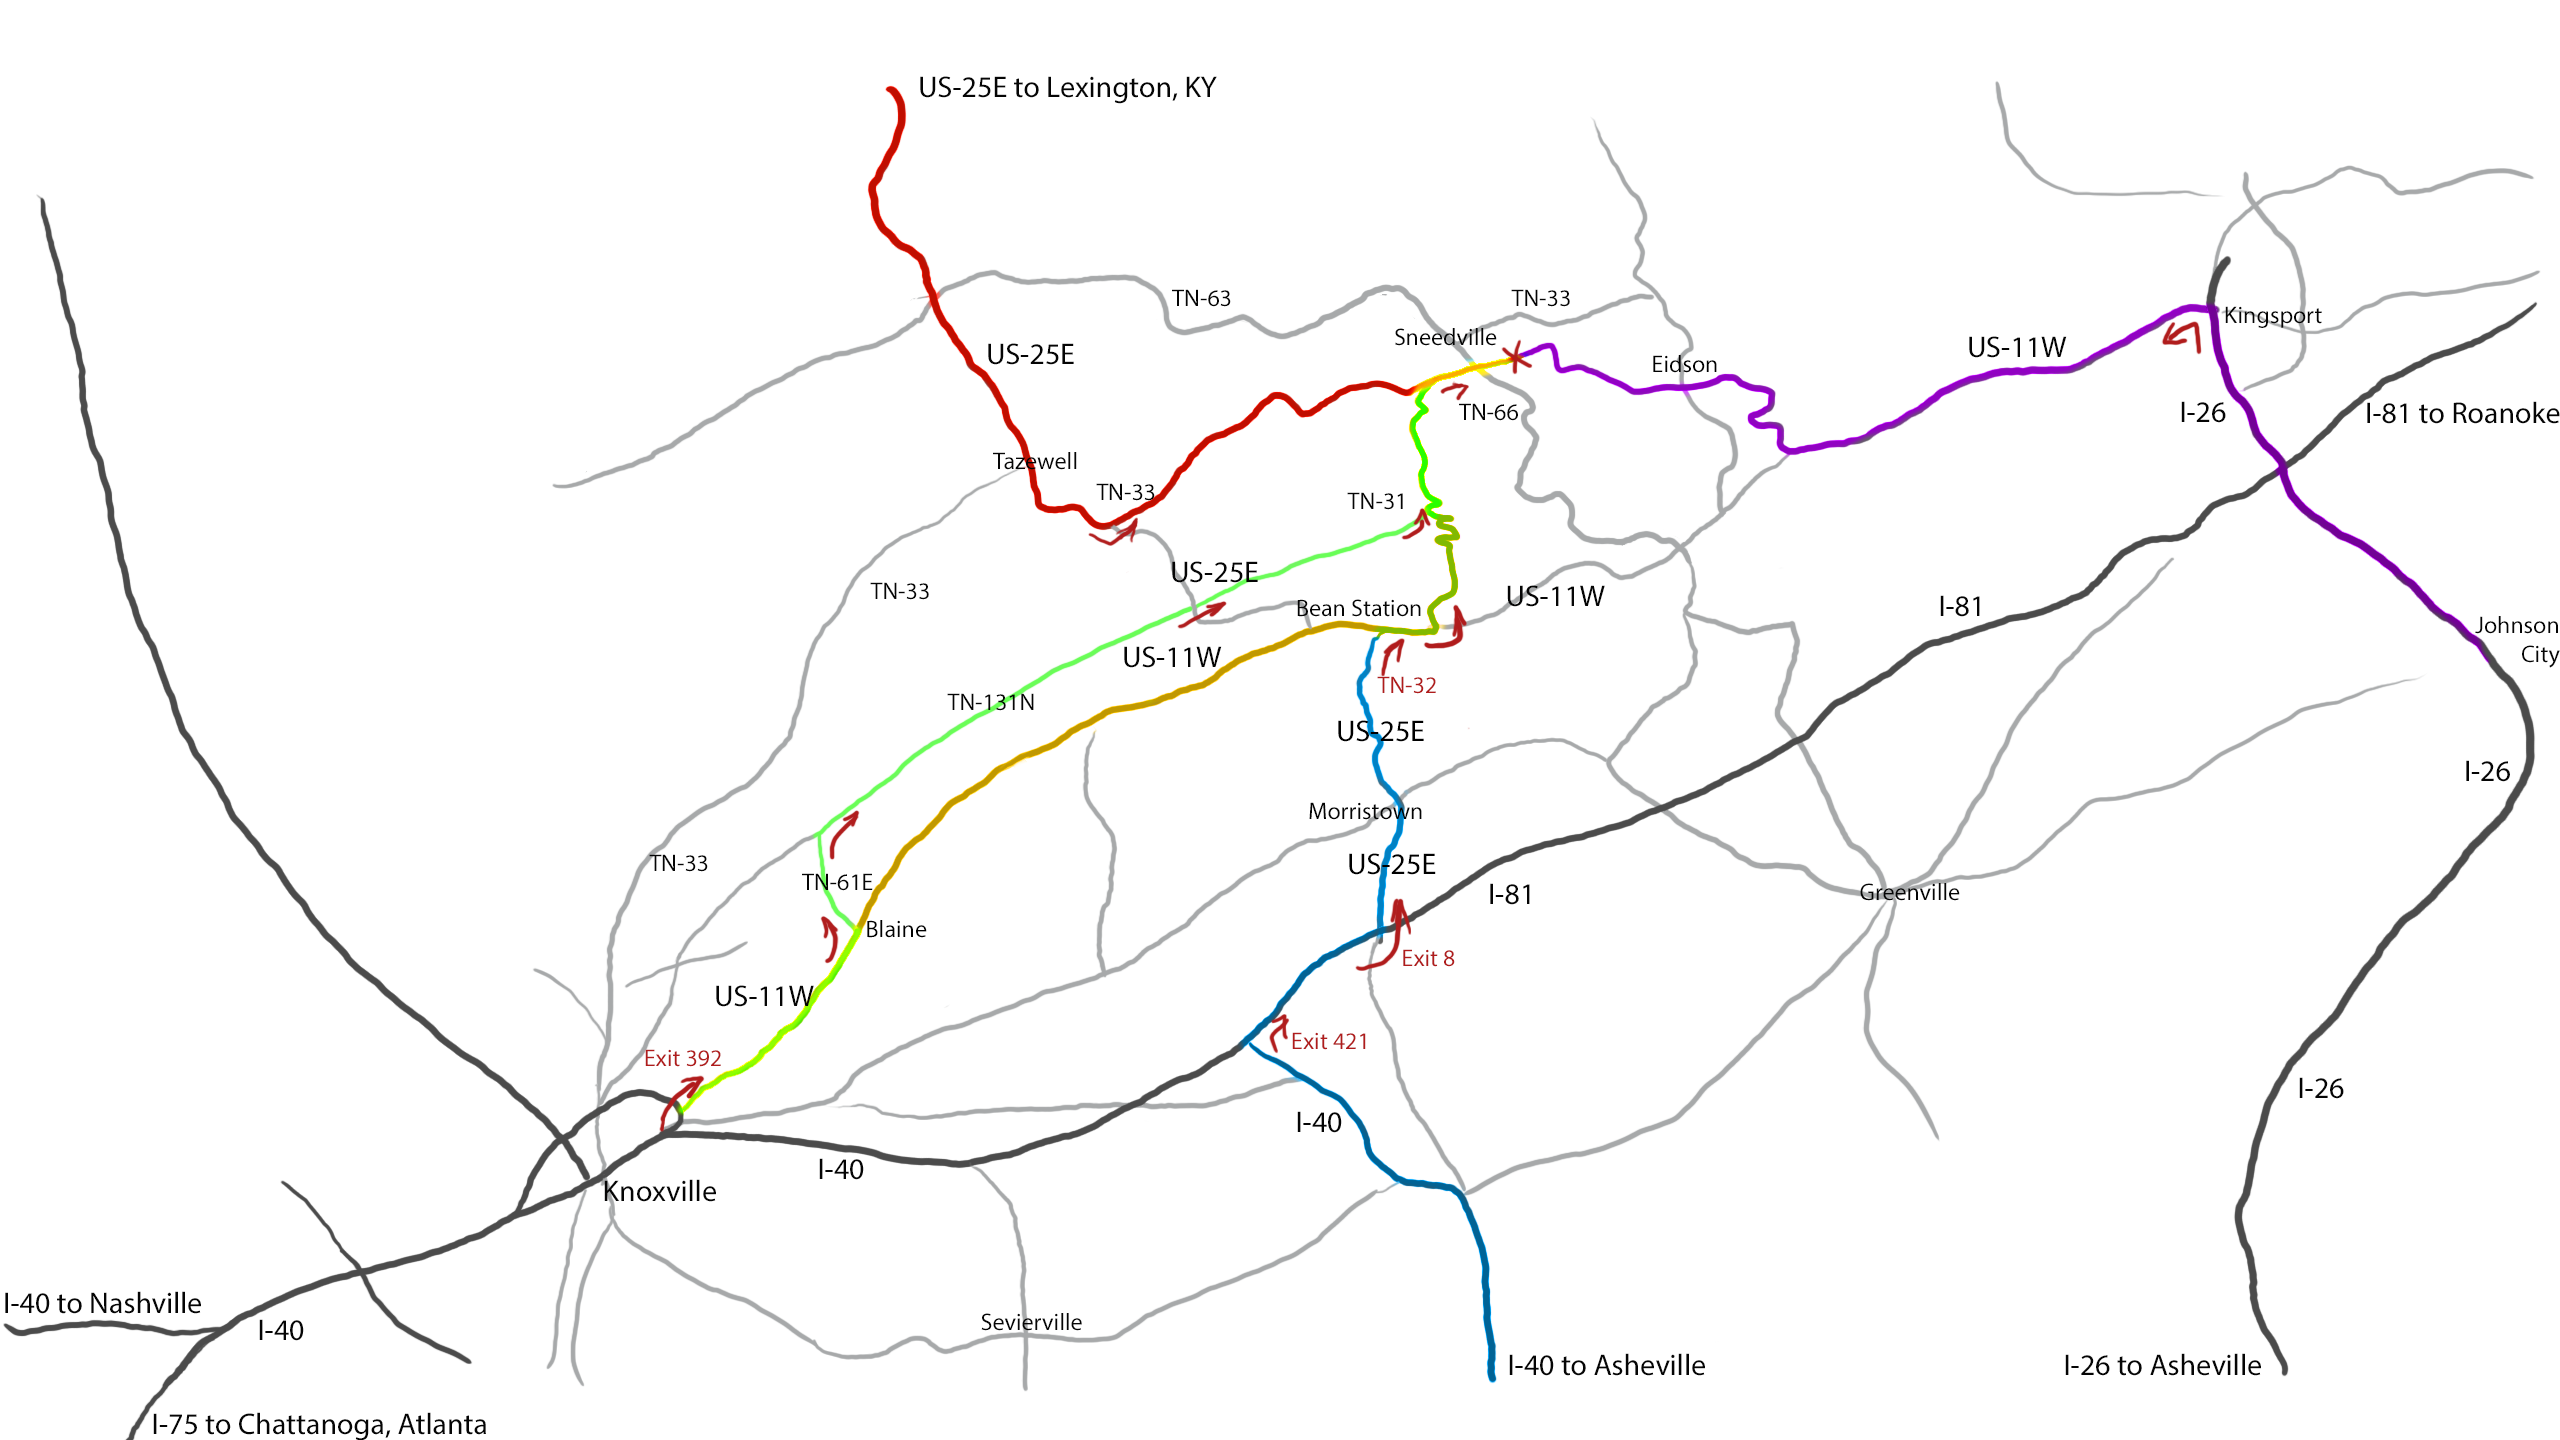 US-25E to Lexington, KY
TN-63
TN-33
Sneedville
Kingsport
US-25E
US-11W
Eidson
TN-66
I-26
I-81 to Roanoke
Tazewell
TN-33
TN-31
US-25E
TN-33
Bean Station
US-11W
I-81
Johnson
City
US-11W
TN-32
TN-131N
US-25E
I-26
Morristown
TN-33
US-25E
TN-61E
I-81
Greenville
Blaine
Exit 8
US-11W
Exit 421
Exit 392
I-26
I-40
I-40
Knoxville
I-40 to Nashville
I-40
Sevierville
I-40 to Asheville
I-26 to Asheville
I-75 to Chattanoga, Atlanta